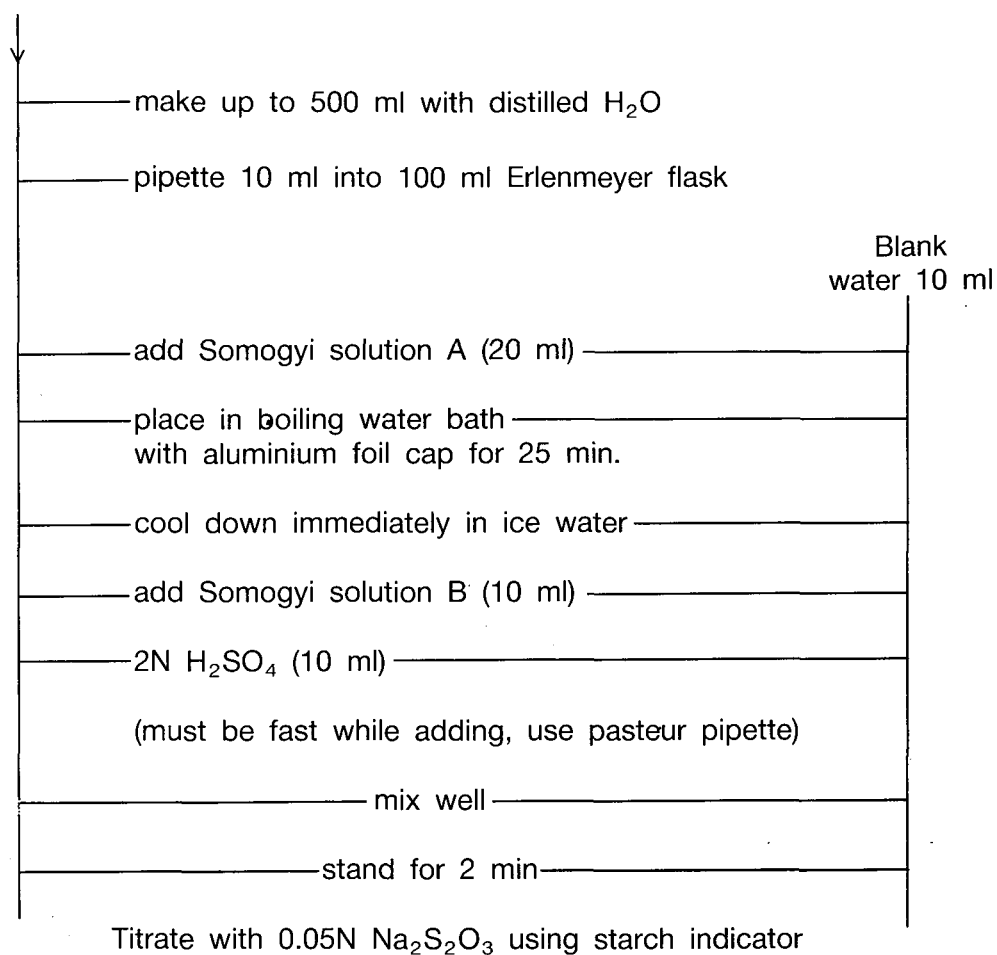 make up to 500 ml with distilled H₂O
pipette 10 ml into 100 ml Erlenmeyer flask
Blank
water 10 ml
add Somogyi solution A (20 ml)
place in boiling water bath
with aluminium foil cap for 25 min.
cool down immediately in ice water
add Somogyi solution B (10 ml)
2N H₂SO₄ (10 ml)
(must be fast while adding, use pasteur pipette)
mix well
stand for 2 min
Titrate with 0.05N Na₂S₂O₃ using starch indicator